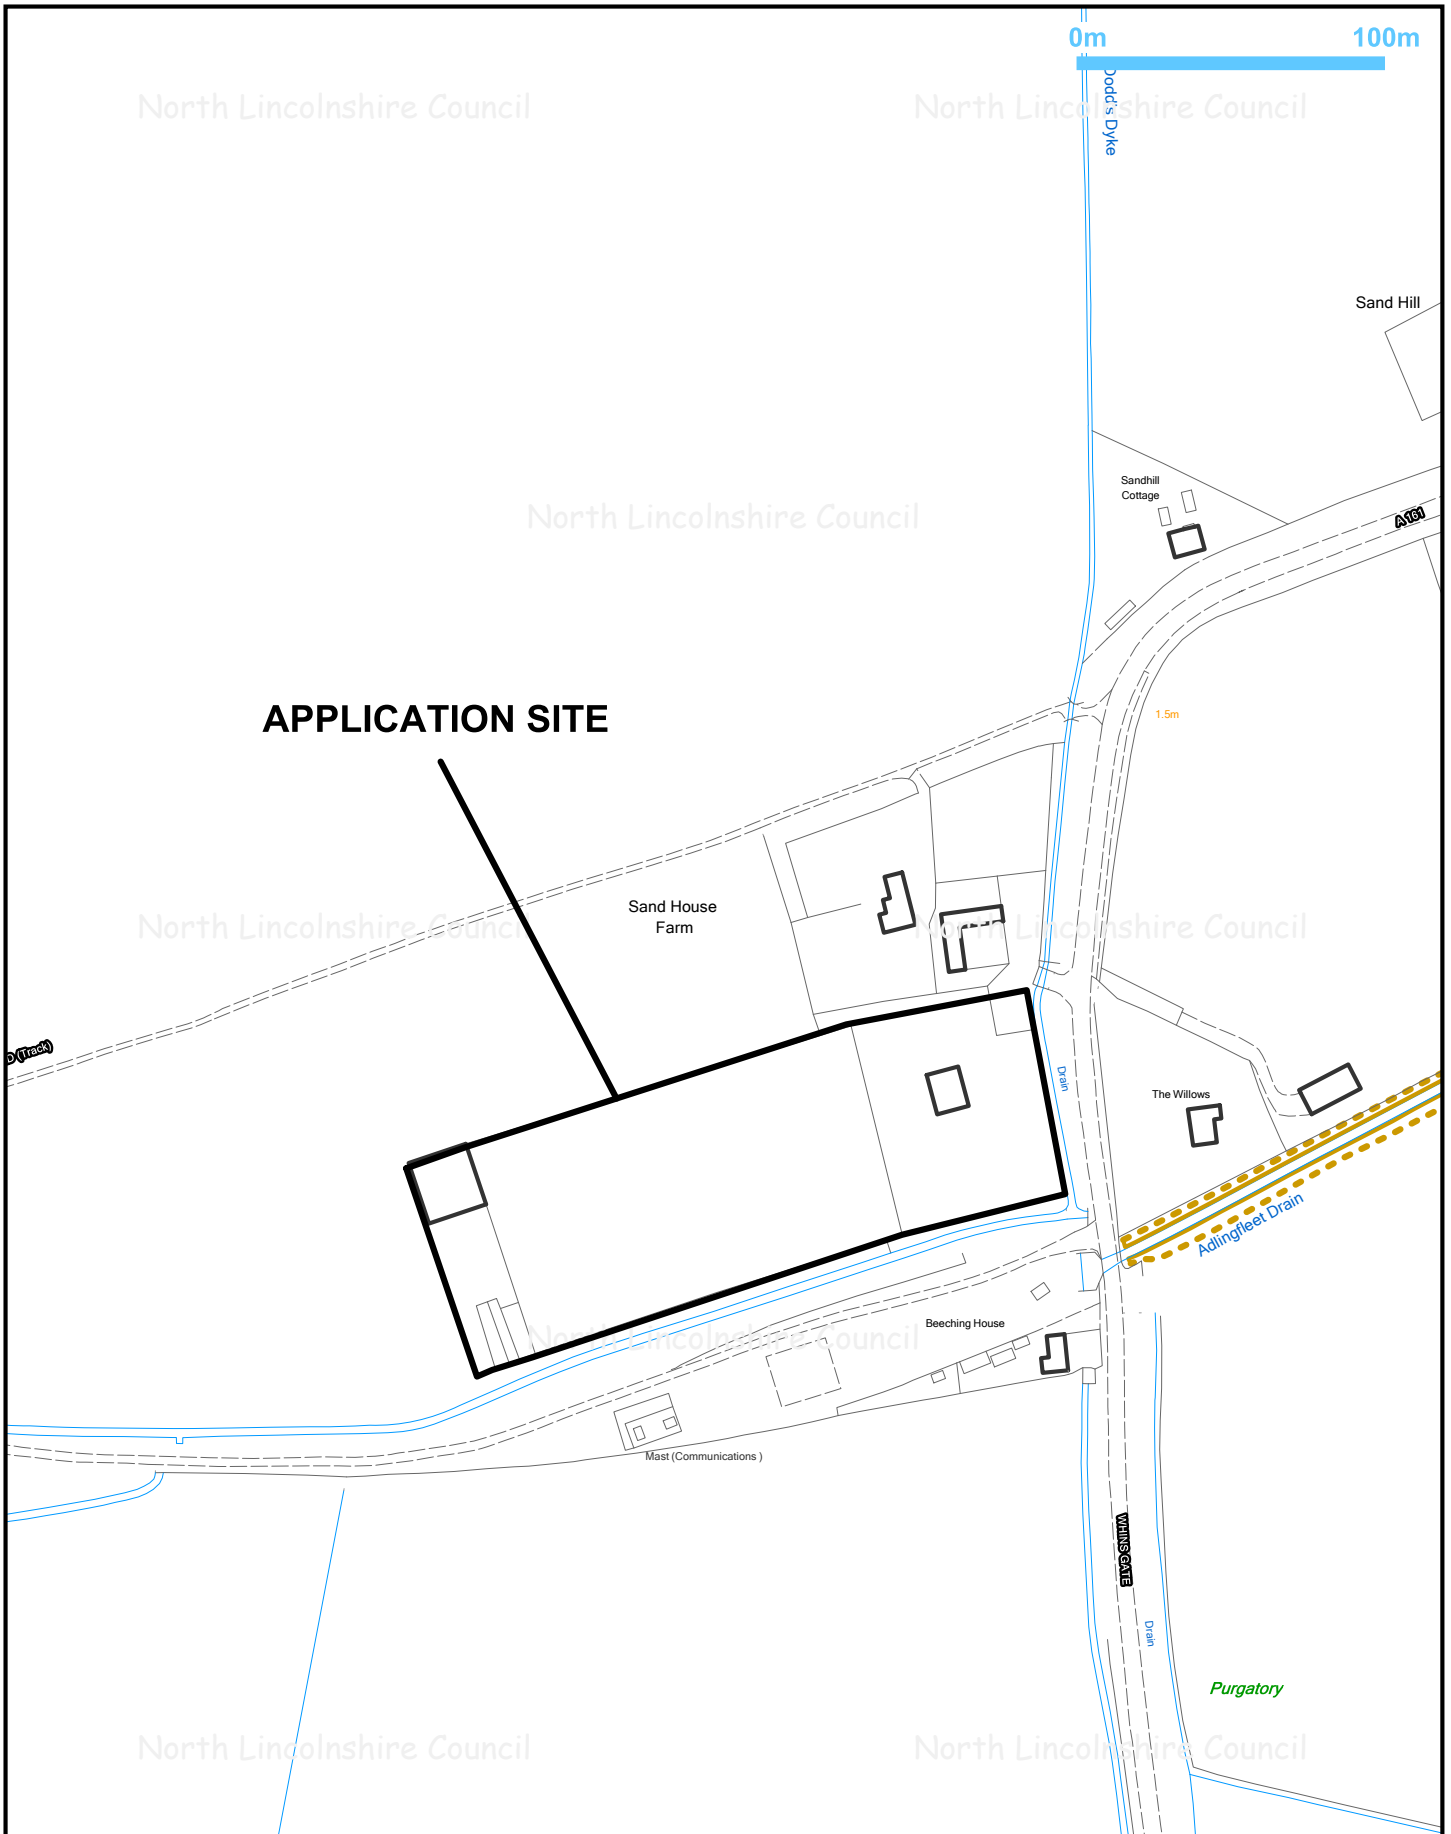 0m 100m
North Lincolnshire Council North Lincolnshire Council
Dodd's Dyke
Sand Hill
Sandhill
Cottage
North Lincolnshire Council
A 161
APPLICATION SITE
1.5m
Sand House
Farm
North Lincolnshire Council North Lincolnshire Council
D (Track)
Drain
The Willows
Adlingfleet Drain
Beeching House
North Lincolnshire Council
Mast (Communications )
WHINS GATE
Drain
Purgatory
North Lincolnshire Council North Lincolnshire Council